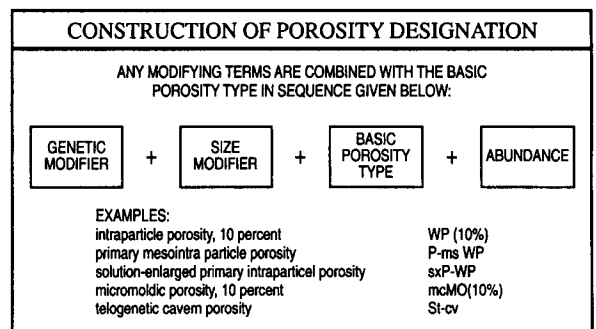 CONSTRUCTION OF POROSITY DESIGNATION
ANY MODIFYING TERMS ARE COMBINED WITH THE BASIC
POROSITY TYPE IN SEQUENCE GIVEN BELOW:
GENETIC MODIFIER + SIZE MODIFIER + BASIC POROSITY TYPE + ABUNDANCE
EXAMPLES:
intraparticle porosity, 10 percent WP (10%)
primary mesointra particle porosity P-ms WP
solution-enlarged primary intraparticel porosity sxP-WP
micromoldic porosity, 10 percent mcMO(10%)
telogenetic cavern porosity St-cv